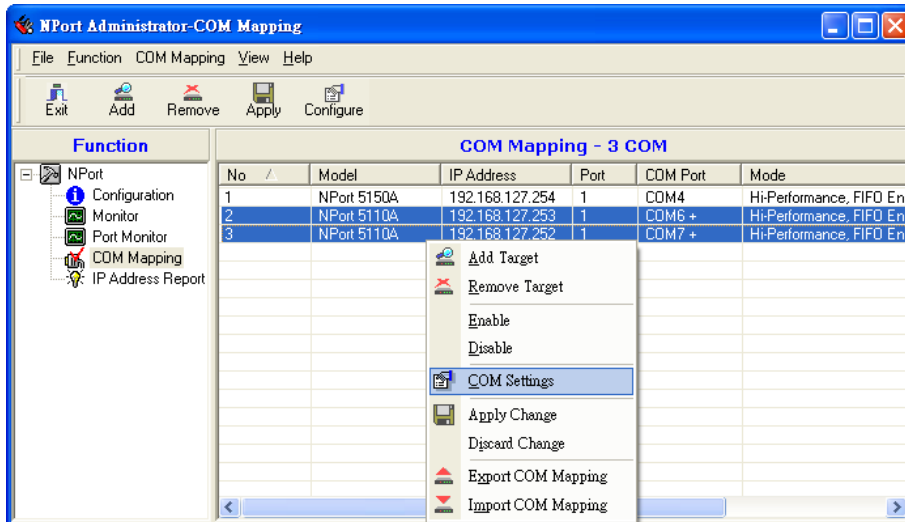 NPort Administrator-COM Mapping
File Function COM Mapping View Help
Exit Add Remove Apply Configure
Function
COM Mapping - 3 COM
NPort
Configuration
Monitor
Port Monitor
COM Mapping
IP Address Report
No Model IP Address Port COM Port Mode
1 NPort 5150A 192.168.127.254 1 COM4 Hi-Performance, FIFO En
2 NPort 5110A 192.168.127.253 1 COM6 + Hi-Performance, FIFO En
3 NPort 5110A 192.168.127.252 1 COM7 + Hi-Performance, FIFO En
Add Target
Remove Target
Enable
Disable
COM Settings
Apply Change
Discard Change
Export COM Mapping
Import COM Mapping